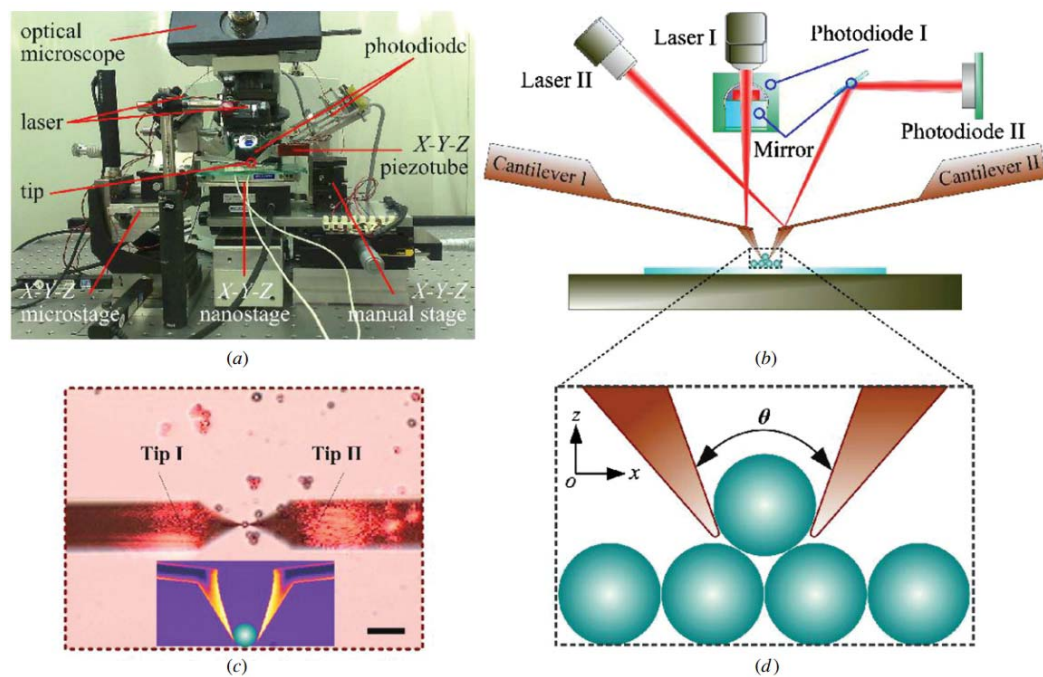 optical
microscope
photodiodc
laser
X-Y-Z
piezotube
tip
X-Y-Z
microstage
X-Y-Z
nanostage
X-Y-Z
manual stage
(a)
Laser I
Photodiode I
Laser II
Mirror
Photodiode II
Cantilever I
Cantilever II
(b)
Tip I
Tip II
(c)
z
θ
o
x
(d)